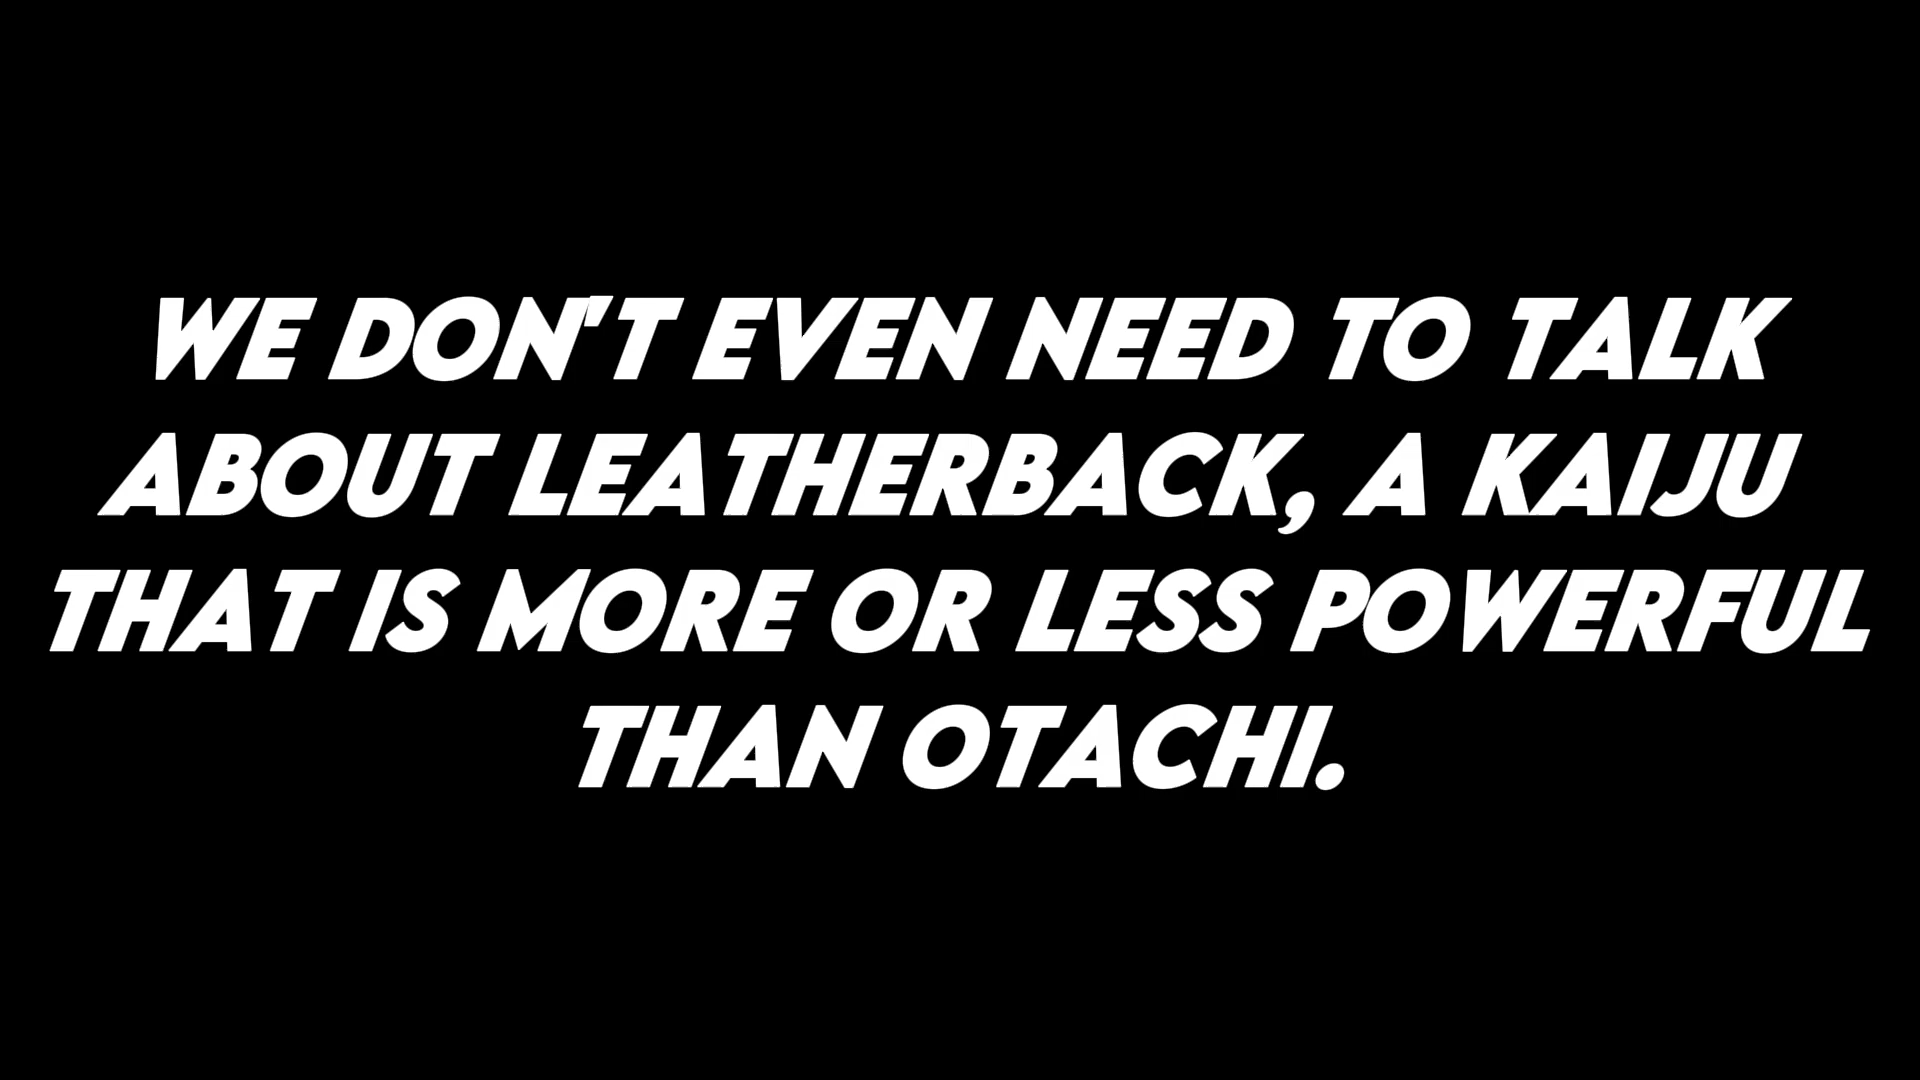 WE DON'T EVEN NEED TO TALK
ABOUT LEATHERBACK, A KAIJU
THAT IS MORE OR LESS POWERFUL
THAN OTACHI.